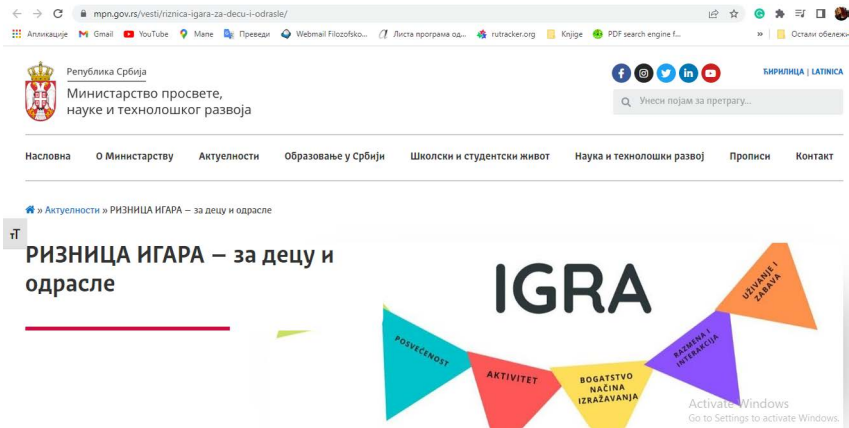 mpn.gov.rs/vesti/riznica-igara-za-decu-i-odrasle/
Апликације Gmail YouTube Мапе Преведи Webmail Filozofsko... Листа програма од... rutracker.org Knjige PDF search engine f... » Остали обележи
Република Србија
Министарство просвете,
науке и технолошког развоја
ЋИРИЛИЦА | LATINICA
Унеси појам за претрагу...
Насловна О Министарству Актуелности Образовање у Србији Школски и студентски живот Наука и технолошки развој Прописи Контакт
» Актуелности » РИЗНИЦА ИГАРА – за децу и одрасле
тТ
РИЗНИЦА ИГАРА – за децу и
одрасле
IGRA
POSVEĆENOST
AKTIVITET
BOGATSTVO
NAČINA
IZRAŽAVANJA
RAZMENA I
INTERAKCIJA
UŽIVANJE I
ZABAVA
Activate Windows
Go to Settings to activate Windows.